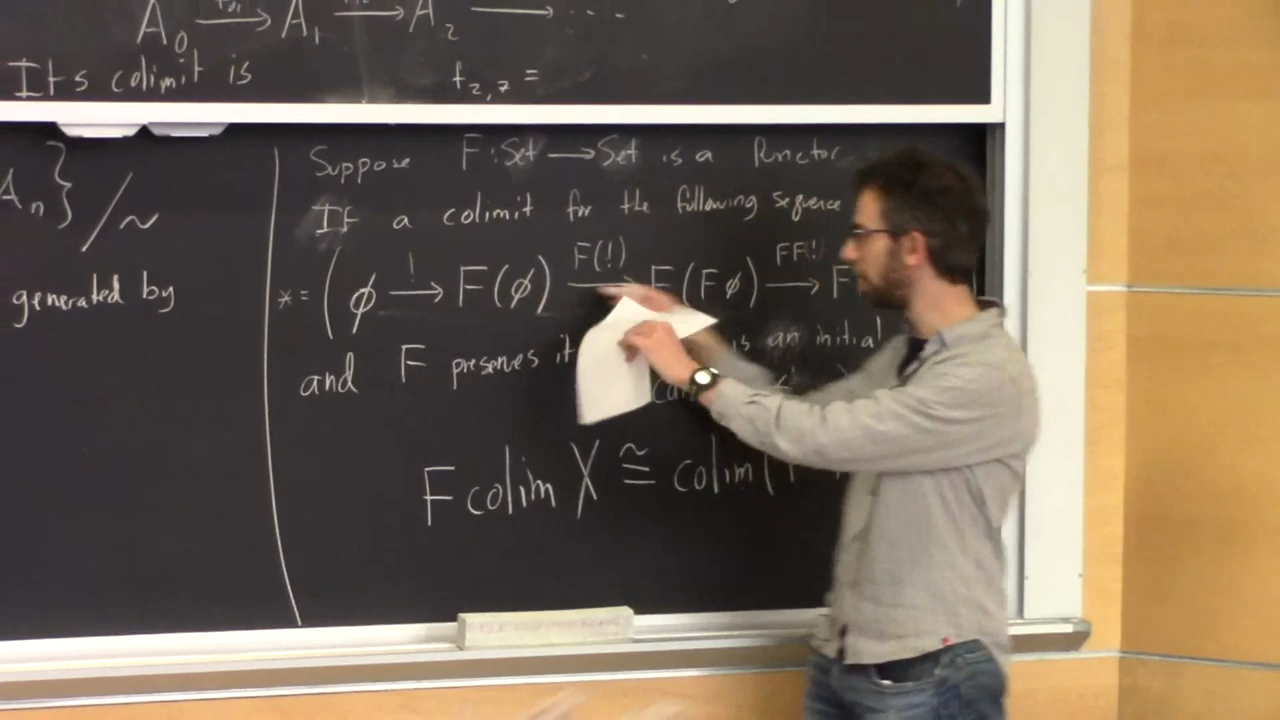 A₀ → A₁ → A₂ → ...
Its colimit is
f₂,₇ =
Aₙ} / ~
generated by
Suppose F : Set → Set is a functor
If a colimit for the following sequence
* = ( ∅ —!→ F(∅) —F(!)→ F(F∅) —FF!→ F
and F preserves it is an initial
F colim X ≅ colim (